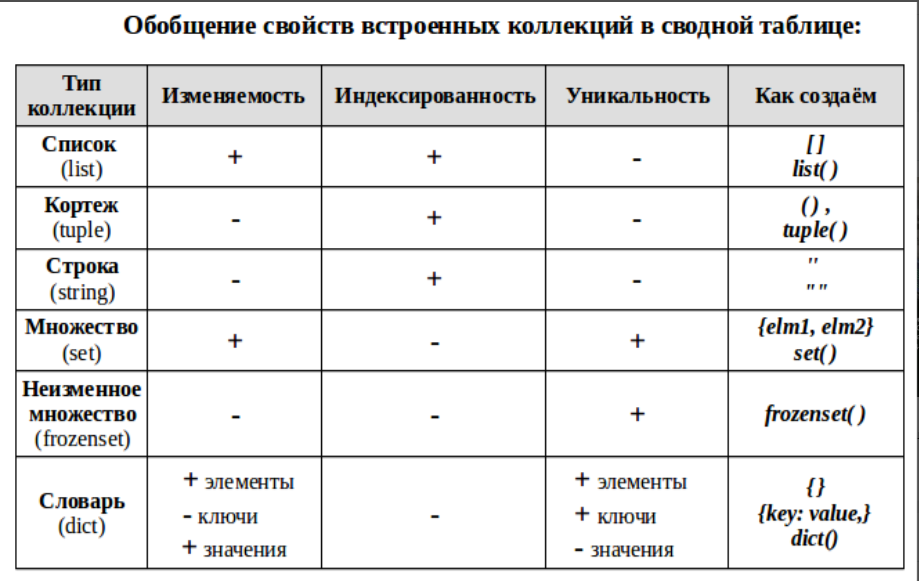 Обобщение свойств встроенных коллекций в сводной таблице:
Тип коллекции | Изменяемость | Индексированность | Уникальность | Как создаём
Список (list) | + | + | - | [ ] list( )
Кортеж (tuple) | - | + | - | ( ) , tuple( )
Строка (string) | - | + | - | '' ""
Множество (set) | + | - | + | {elm1, elm2} set( )
Неизменное множество (frozenset) | - | - | + | frozenset( )
Словарь (dict) | + элементы - ключи + значения | - | + элементы + ключи - значения | { } {key: value,} dict()